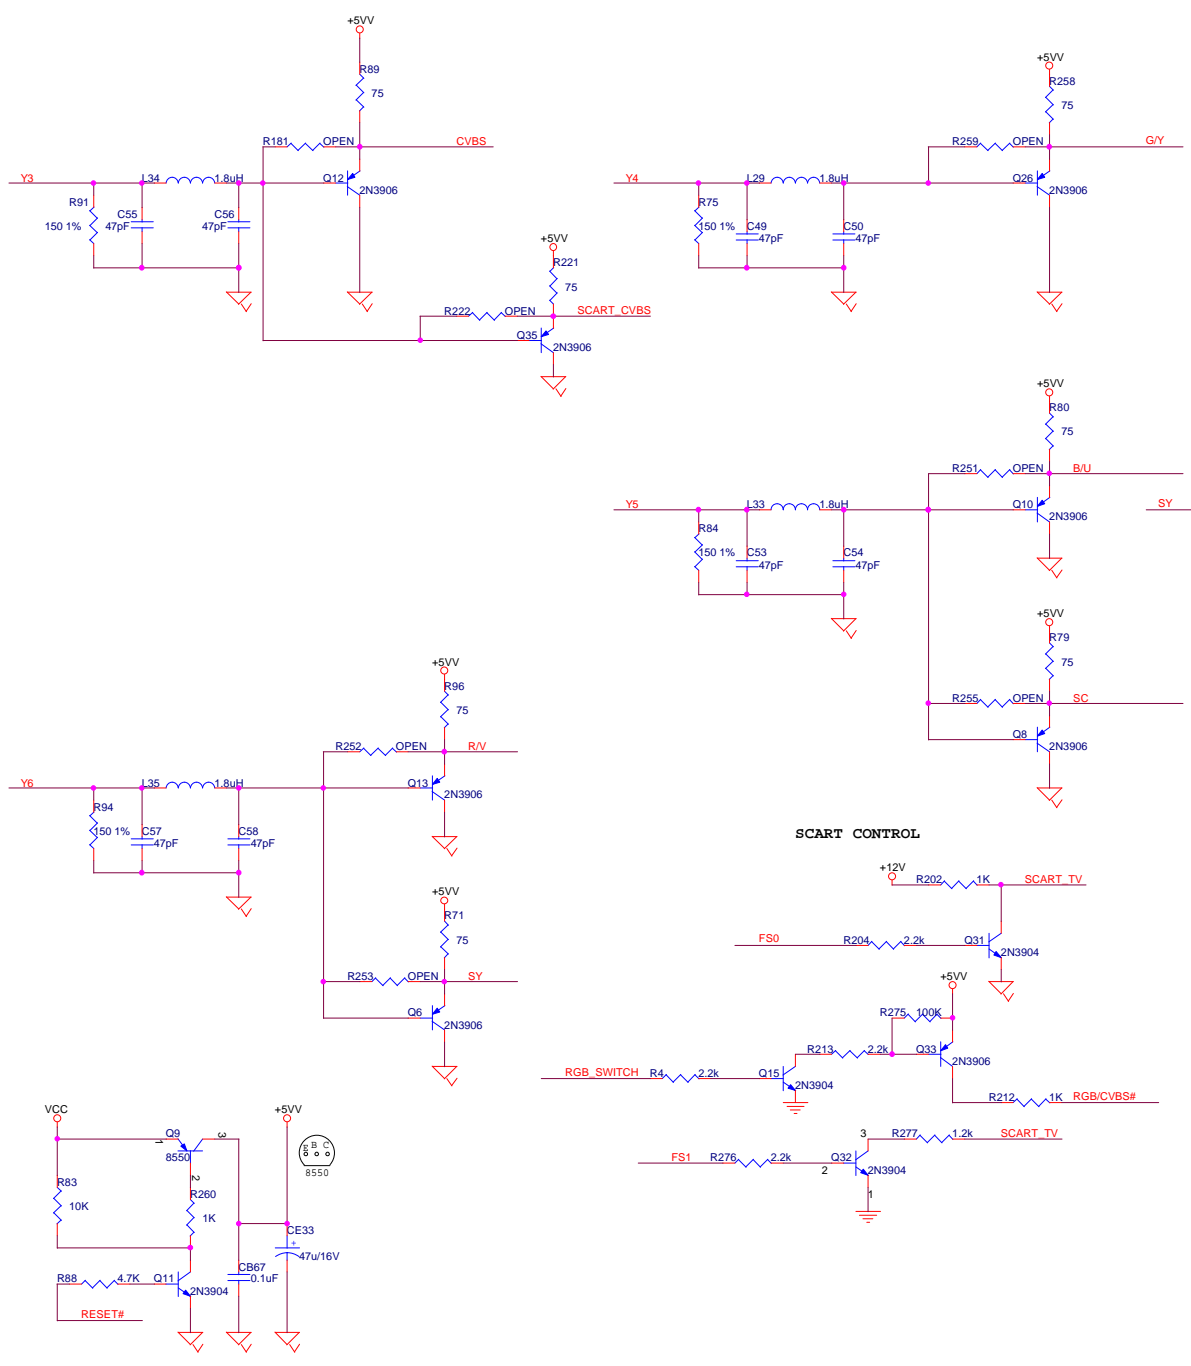 +5VV
R89
75
R181 OPEN CVBS
Y3 L34 1.8uH Q12
2N3906
R91
150 1%
C55
47pF
C56
47pF
+5VV
R221
75
R222 OPEN SCART_CVBS
Q35
2N3906
+5VV
R258
75
R259 OPEN G/Y
Y4 L29 1.8uH Q26
2N3906
R75
150 1%
C49
47pF
C50
47pF
+5VV
R80
75
R251 OPEN B/U
Y5 L33 1.8uH Q10 SY
2N3906
R84
150 1%
C53
47pF
C54
47pF
+5VV
R79
75
R255 OPEN SC
Q8
2N3906
+5VV
R96
75
R252 OPEN R/V
Y6 L35 1.8uH Q13
2N3906
R94
150 1%
C57
47pF
C58
47pF
+5VV
R71
75
R253 OPEN SY
Q6
2N3906
SCART CONTROL
+12V
R202 1K SCART_TV
FS0 R204 2.2k Q31
2N3904
+5VV
R275 100K
R213 2.2k Q33
2N3906
RGB_SWITCH R4 2.2k Q15
2N3904
R212 1K RGB/CVBS#
3 R277 1.2k SCART_TV
FS1 R276 2.2k Q32
2 2N3904
1
VCC +5VV
Q9
1 3
8550
2
E B C
8550
R83
10K
R260
1K
CE33
+
47u/16V
CB67
0.1uF
R88 4.7K Q11
2N3904
RESET#